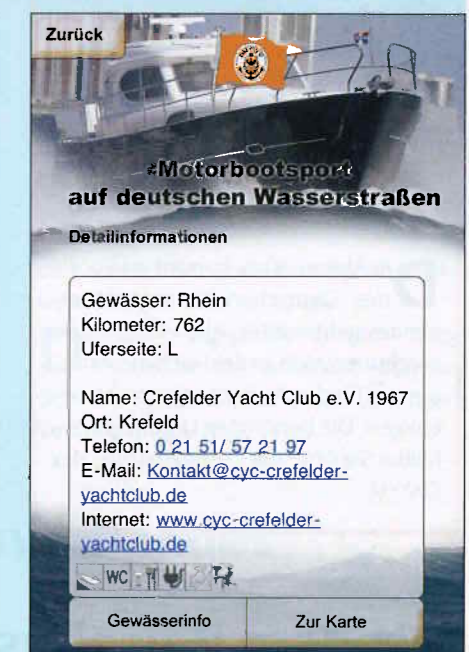 Zurück
Motorbootsport
auf deutschen Wasserstraßen
Detailinformationen
Gewässer: Rhein
Kilometer: 762
Uferseite: L
Name: Crefelder Yacht Club e.V. 1967
Ort: Krefeld
Telefon: 0 21 51/ 57 21 97
E-Mail: Kontakt@cyc-crefelder-
yachtclub.de
Internet: www.cyc-crefelder-
yachtclub.de
WC
Gewässerinfo
Zur Karte